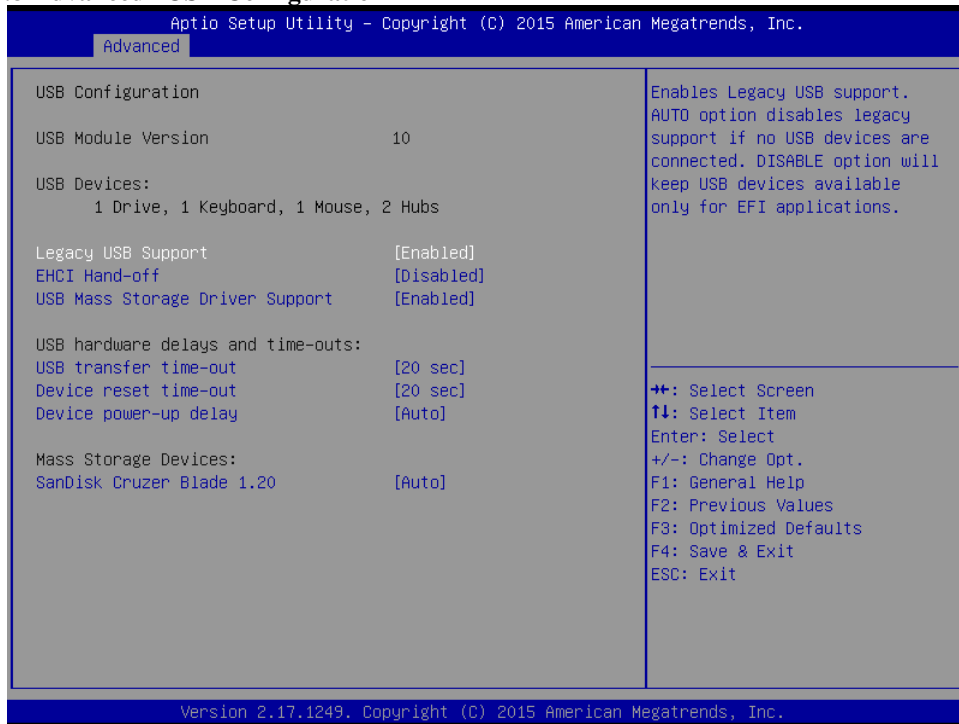 Aptio Setup Utility – Copyright (C) 2015 American Megatrends, Inc.
Advanced
USB Configuration
USB Module Version 10
USB Devices:
1 Drive, 1 Keyboard, 1 Mouse, 2 Hubs
Legacy USB Support [Enabled]
EHCI Hand-off [Disabled]
USB Mass Storage Driver Support [Enabled]
USB hardware delays and time-outs:
USB transfer time-out [20 sec]
Device reset time-out [20 sec]
Device power-up delay [Auto]
Mass Storage Devices:
SanDisk Cruzer Blade 1.20 [Auto]
Enables Legacy USB support.
AUTO option disables legacy
support if no USB devices are
connected. DISABLE option will
keep USB devices available
only for EFI applications.
→←: Select Screen
↑↓: Select Item
Enter: Select
+/-: Change Opt.
F1: General Help
F2: Previous Values
F3: Optimized Defaults
F4: Save & Exit
ESC: Exit
Version 2.17.1249. Copyright (C) 2015 American Megatrends, Inc.